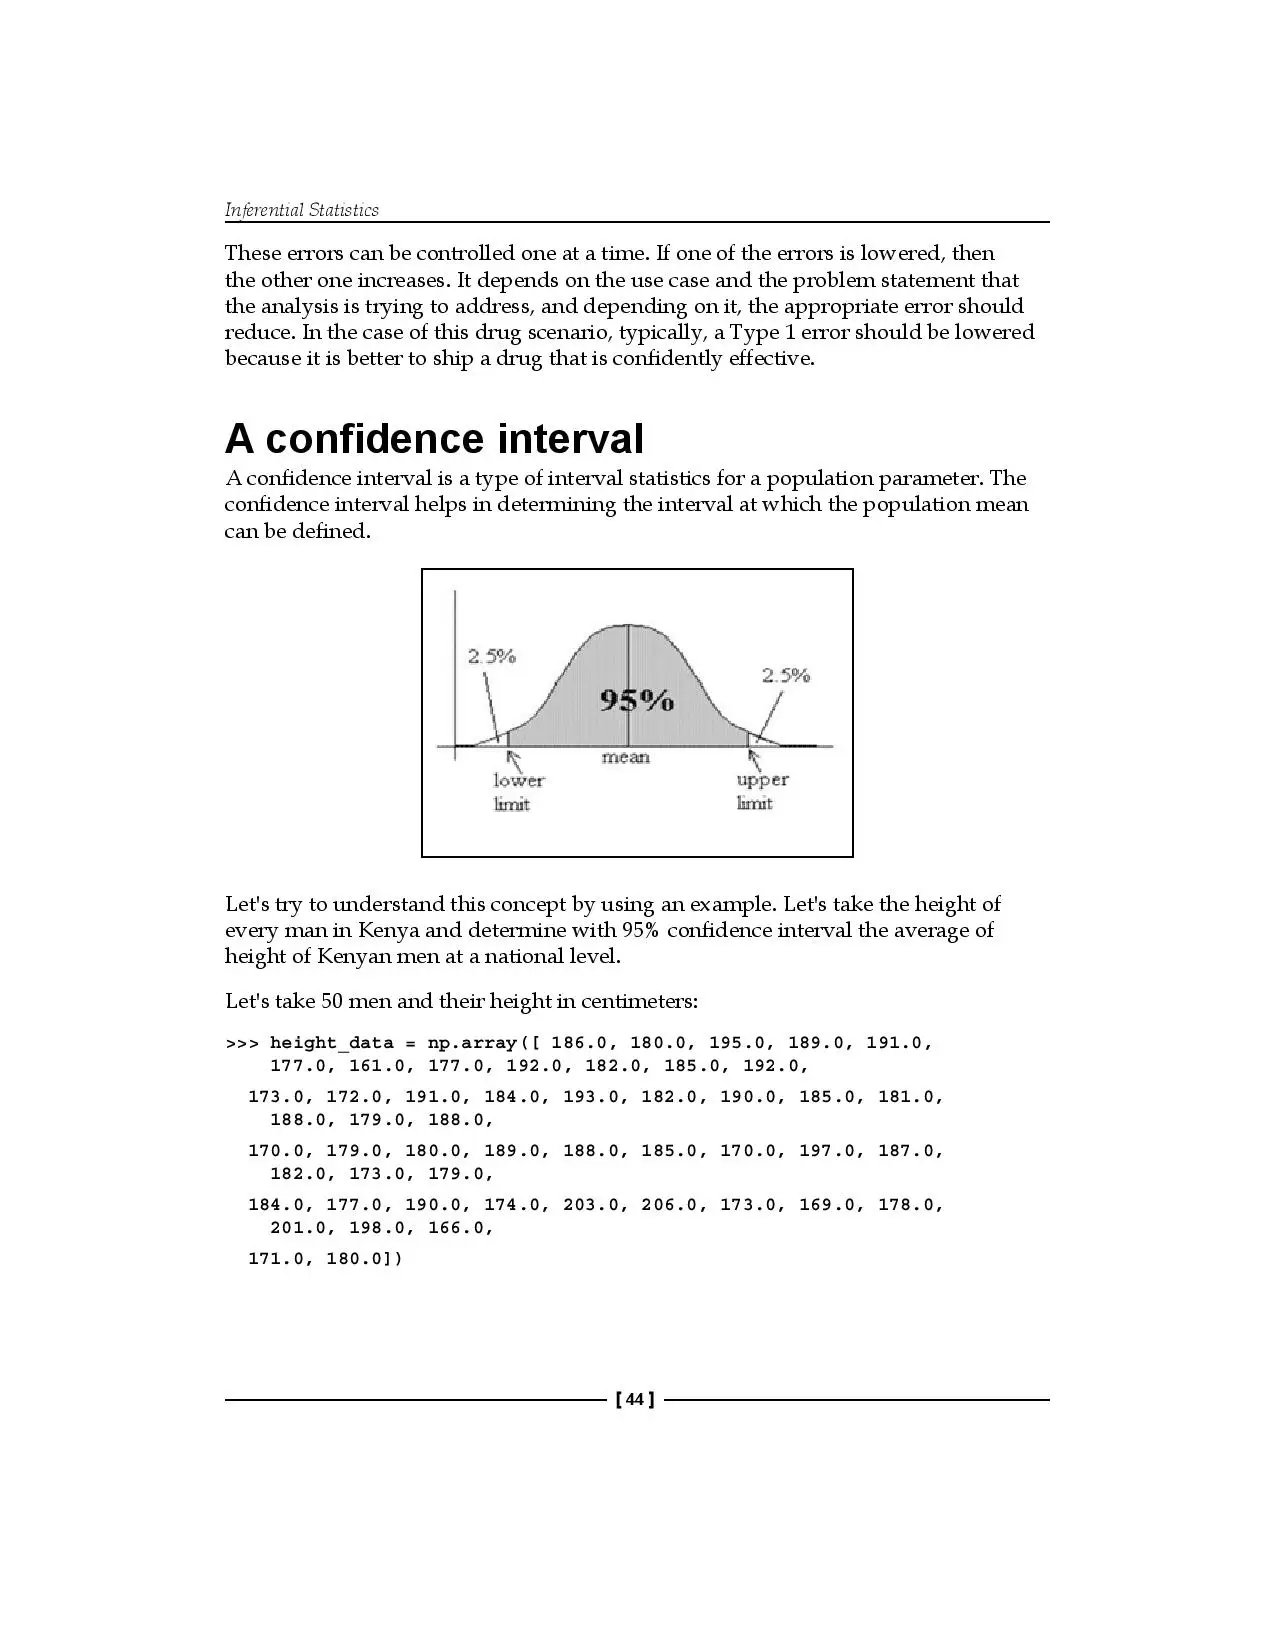 Inferential Statistics
These errors can be controlled one at a time. If one of the errors is lowered, then
the other one increases. It depends on the use case and the problem statement that
the analysis is trying to address, and depending on it, the appropriate error should
reduce. In the case of this drug scenario, typically, a Type 1 error should be lowered
because it is better to ship a drug that is confidently effective.
A confidence interval
A confidence interval is a type of interval statistics for a population parameter. The
confidence interval helps in determining the interval at which the population mean
can be defined.
2.5%
2.5%
95%
mean
lower
limit
upper
limit
Let's try to understand this concept by using an example. Let's take the height of
every man in Kenya and determine with 95% confidence interval the average of
height of Kenyan men at a national level.
Let's take 50 men and their height in centimeters:
>>> height_data = np.array([ 186.0, 180.0, 195.0, 189.0, 191.0,
177.0, 161.0, 177.0, 192.0, 182.0, 185.0, 192.0,
173.0, 172.0, 191.0, 184.0, 193.0, 182.0, 190.0, 185.0, 181.0,
188.0, 179.0, 188.0,
170.0, 179.0, 180.0, 189.0, 188.0, 185.0, 170.0, 197.0, 187.0,
182.0, 173.0, 179.0,
184.0, 177.0, 190.0, 174.0, 203.0, 206.0, 173.0, 169.0, 178.0,
201.0, 198.0, 166.0,
171.0, 180.0])
[ 44 ]